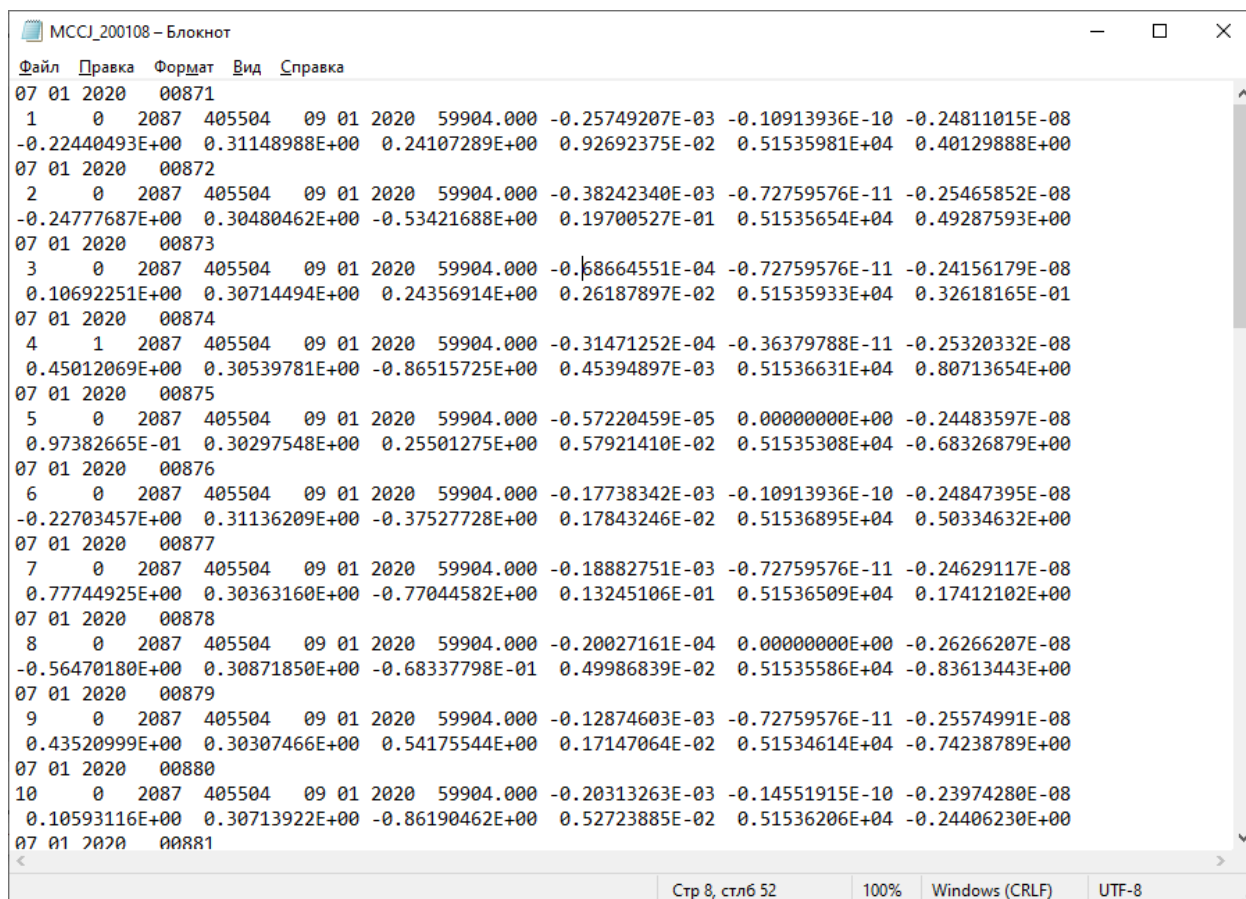 MCCJ_200108 – Блокнот
Файл Правка Формат Вид Справка
07 01 2020 00871
1 0 2087 405504 09 01 2020 59904.000 -0.25749207E-03 -0.10913936E-10 -0.24811015E-08
-0.22440493E+00 0.31148988E+00 0.24107289E+00 0.92692375E-02 0.51535981E+04 0.40129888E+00
07 01 2020 00872
2 0 2087 405504 09 01 2020 59904.000 -0.38242340E-03 -0.72759576E-11 -0.25465852E-08
-0.24777687E+00 0.30480462E+00 -0.53421688E+00 0.19700527E-01 0.51535654E+04 0.49287593E+00
07 01 2020 00873
3 0 2087 405504 09 01 2020 59904.000 -0.68664551E-04 -0.72759576E-11 -0.24156179E-08
0.10692251E+00 0.30714494E+00 0.24356914E+00 0.26187897E-02 0.51535933E+04 0.32618165E-01
07 01 2020 00874
4 1 2087 405504 09 01 2020 59904.000 -0.31471252E-04 -0.36379788E-11 -0.25320332E-08
0.45012069E+00 0.30539781E+00 -0.86515725E+00 0.45394897E-03 0.51536631E+04 0.80713654E+00
07 01 2020 00875
5 0 2087 405504 09 01 2020 59904.000 -0.57220459E-05 0.00000000E+00 -0.24483597E-08
0.97382665E-01 0.30297548E+00 0.25501275E+00 0.57921410E-02 0.51535308E+04 -0.68326879E+00
07 01 2020 00876
6 0 2087 405504 09 01 2020 59904.000 -0.17738342E-03 -0.10913936E-10 -0.24847395E-08
-0.22703457E+00 0.31136209E+00 -0.37527728E+00 0.17843246E-02 0.51536895E+04 0.50334632E+00
07 01 2020 00877
7 0 2087 405504 09 01 2020 59904.000 -0.18882751E-03 -0.72759576E-11 -0.24629117E-08
0.77744925E+00 0.30363160E+00 -0.77044582E+00 0.13245106E-01 0.51536509E+04 0.17412102E+00
07 01 2020 00878
8 0 2087 405504 09 01 2020 59904.000 -0.20027161E-04 0.00000000E+00 -0.26266207E-08
-0.56470180E+00 0.30871850E+00 -0.68337798E-01 0.49986839E-02 0.51535586E+04 -0.83613443E+00
07 01 2020 00879
9 0 2087 405504 09 01 2020 59904.000 -0.12874603E-03 -0.72759576E-11 -0.25574991E-08
0.43520999E+00 0.30307466E+00 0.54175544E+00 0.17147064E-02 0.51534614E+04 -0.74238789E+00
07 01 2020 00880
10 0 2087 405504 09 01 2020 59904.000 -0.20313263E-03 -0.14551915E-10 -0.23974280E-08
0.10593116E+00 0.30713922E+00 -0.86190462E+00 0.52723885E-02 0.51536206E+04 -0.24406230E+00
07 01 2020 00881
Стр 8, стлб 52 100% Windows (CRLF) UTF-8